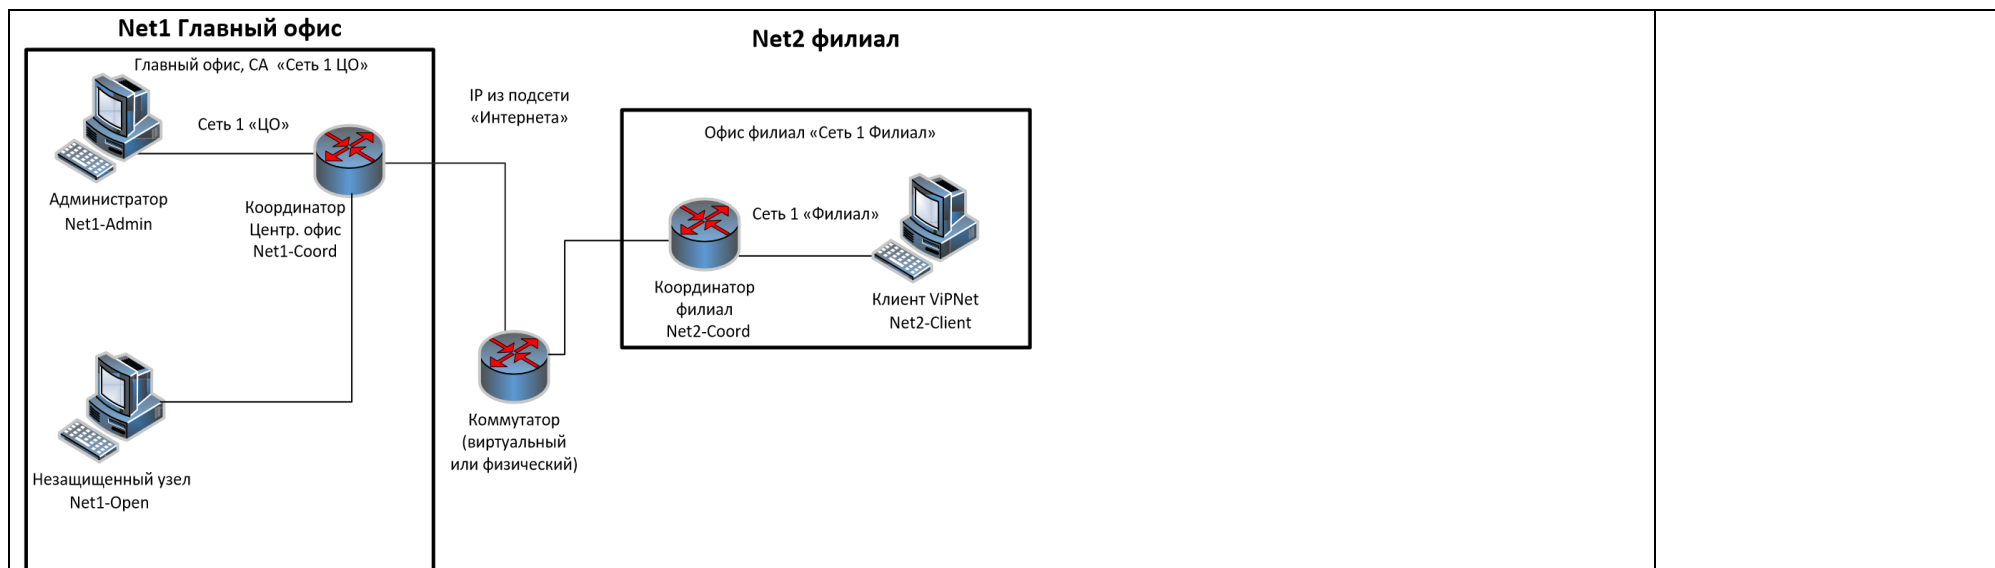 Net1 Главный офис
Главный офис, СА «Сеть 1 ЦО»
Сеть 1 «ЦО»
Администратор
Net1-Admin
Координатор
Центр. офис
Net1-Coord
Незащищенный узел
Net1-Open
IP из подсети
«Интернета»
Коммутатор
(виртуальный
или физический)
Net2 филиал
Офис филиал «Сеть 1 Филиал»
Сеть 1 «Филиал»
Координатор
филиал
Net2-Coord
Клиент ViPNet
Net2-Client